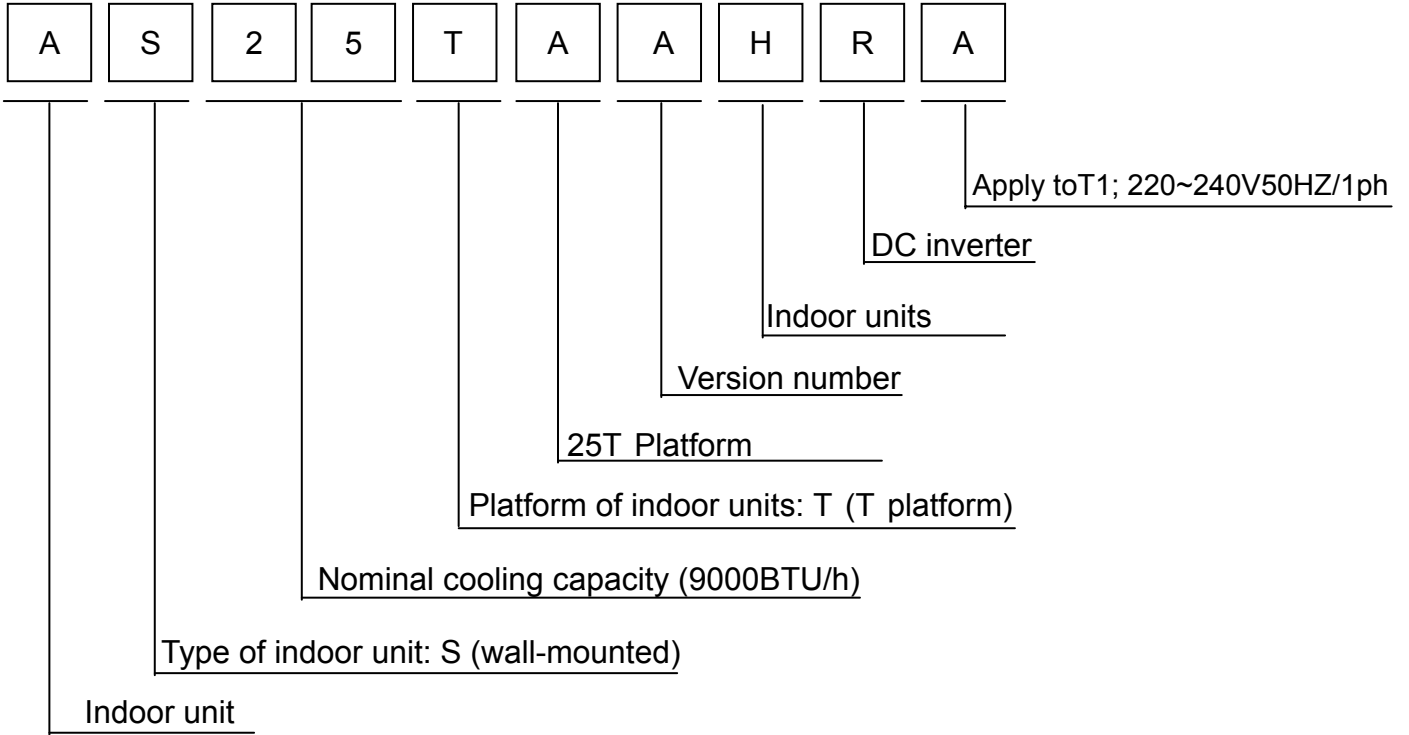 A S 2 5 T A A H R A
Apply toT1; 220~240V50HZ/1ph
DC inverter
Indoor units
Version number
25T Platform
Platform of indoor units: T (T platform)
Nominal cooling capacity (9000BTU/h)
Type of indoor unit: S (wall-mounted)
Indoor unit